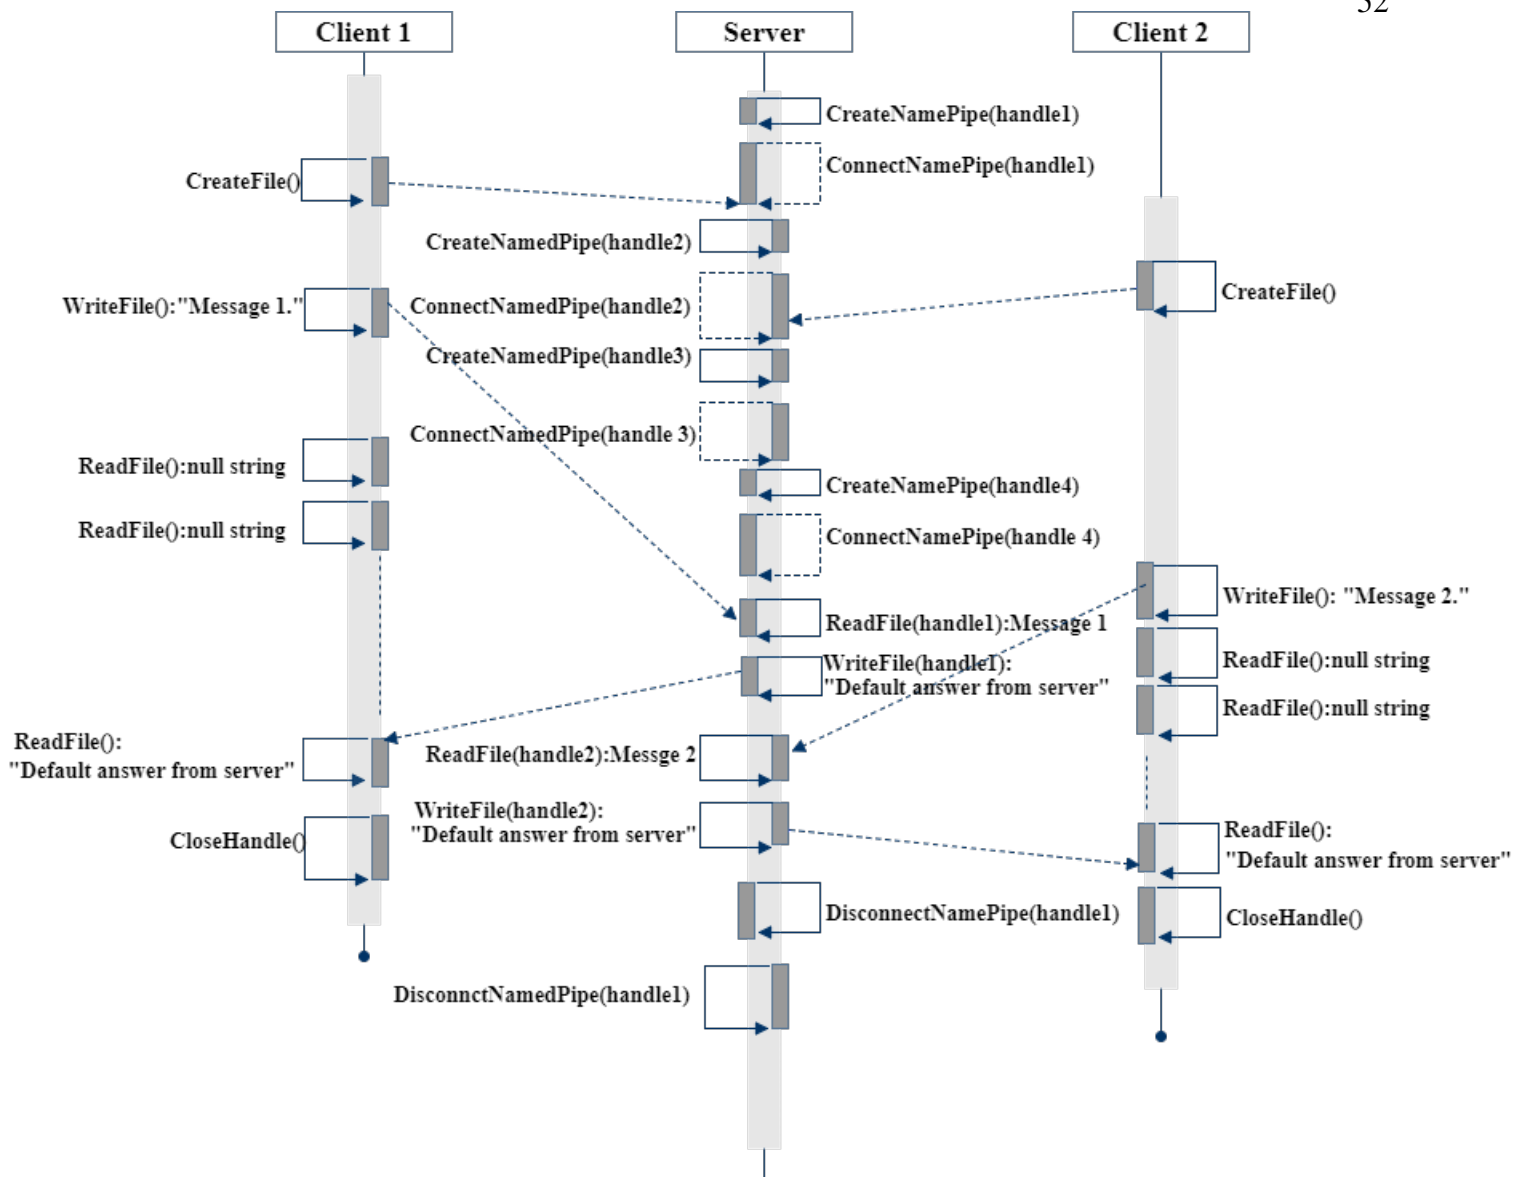 52
Client 1
Server
Client 2
CreateNamePipe(handle1)
ConnectNamePipe(handle1)
CreateFile()
CreateNamedPipe(handle2)
CreateFile()
WriteFile():"Message 1."
ConnectNamedPipe(handle2)
CreateNamedPipe(handle3)
ConnectNamedPipe(handle 3)
ReadFile():null string
CreateNamePipe(handle4)
ReadFile():null string
ConnectNamePipe(handle 4)
WriteFile(): "Message 2."
ReadFile(handle1):Message 1
ReadFile():null string
WriteFile(handle1):
"Default answer from server"
ReadFile():null string
ReadFile():
"Default answer from server"
ReadFile(handle2):Messge 2
WriteFile(handle2):
"Default answer from server"
ReadFile():
"Default answer from server"
CloseHandle()
DisconnectNamePipe(handle1)
CloseHandle()
DisconnctNamedPipe(handle1)